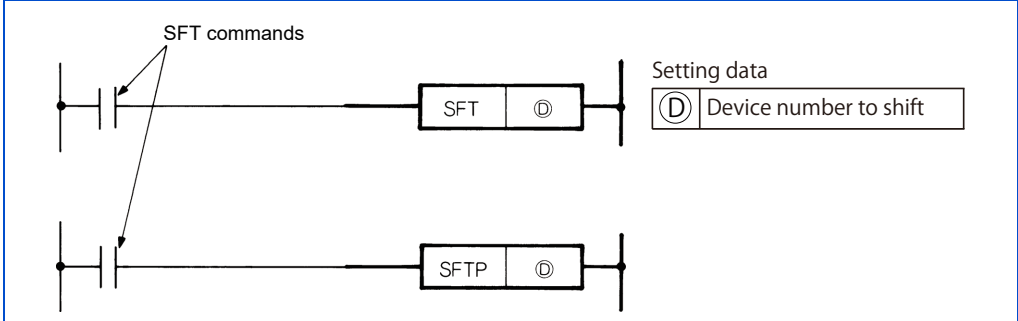 SFT commands
SFT Ⓓ
Setting data
Ⓓ Device number to shift
SFTP Ⓓ